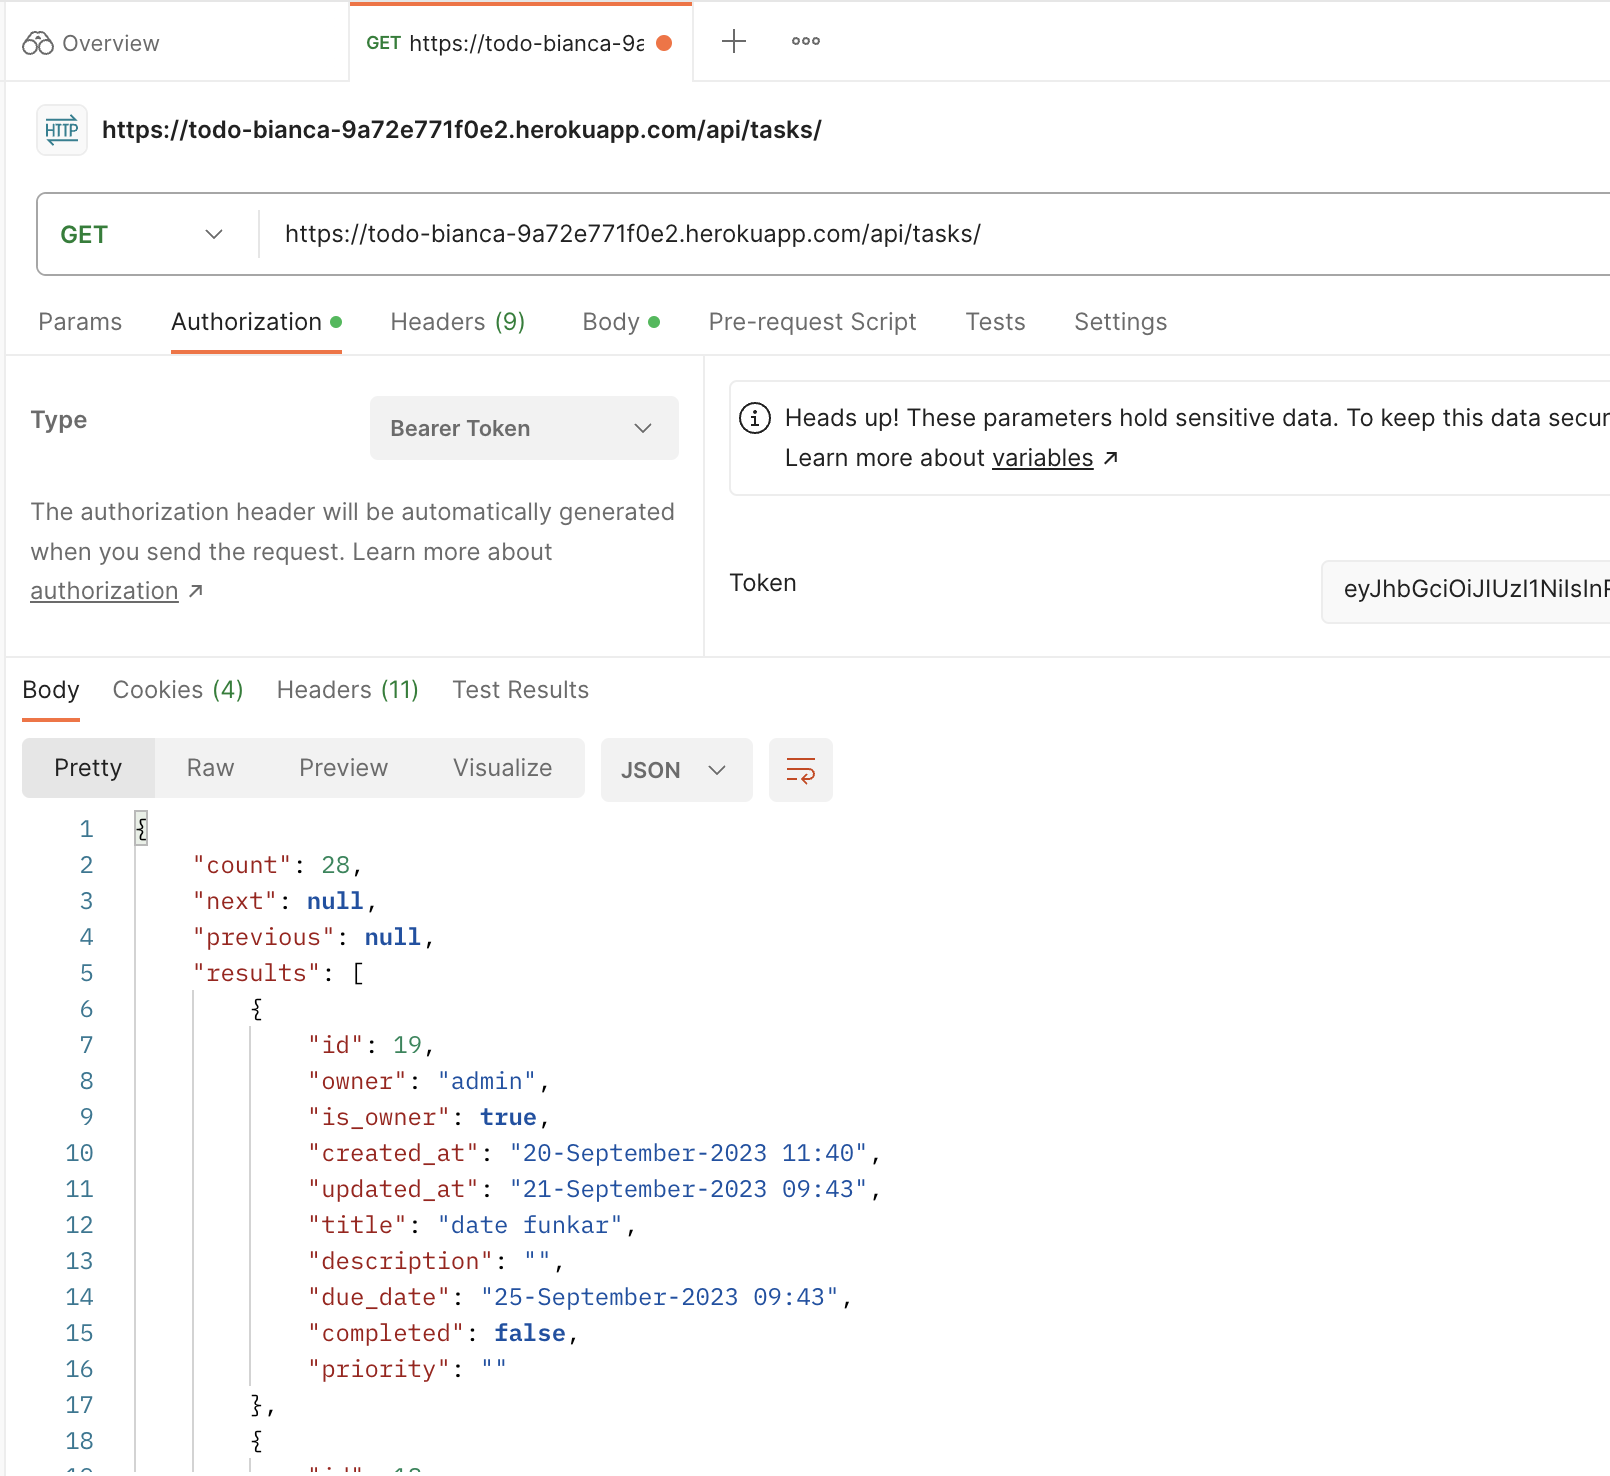 Overview
GET https://todo-bianca-9a
HTTP https://todo-bianca-9a72e771f0e2.herokuapp.com/api/tasks/
GET https://todo-bianca-9a72e771f0e2.herokuapp.com/api/tasks/
Params Authorization Headers (9) Body Pre-request Script Tests Settings
Type Bearer Token
The authorization header will be automatically generated
when you send the request. Learn more about
authorization ↗
Heads up! These parameters hold sensitive data. To keep this data secur
Learn more about variables ↗
Token eyJhbGciOiJIUzI1NiIsInR
Body Cookies (4) Headers (11) Test Results
Pretty Raw Preview Visualize JSON
1 {
2 "count": 28,
3 "next": null,
4 "previous": null,
5 "results": [
6 {
7 "id": 19,
8 "owner": "admin",
9 "is_owner": true,
10 "created_at": "20-September-2023 11:40",
11 "updated_at": "21-September-2023 09:43",
12 "title": "date funkar",
13 "description": "",
14 "due_date": "25-September-2023 09:43",
15 "completed": false,
16 "priority": ""
17 },
18 {